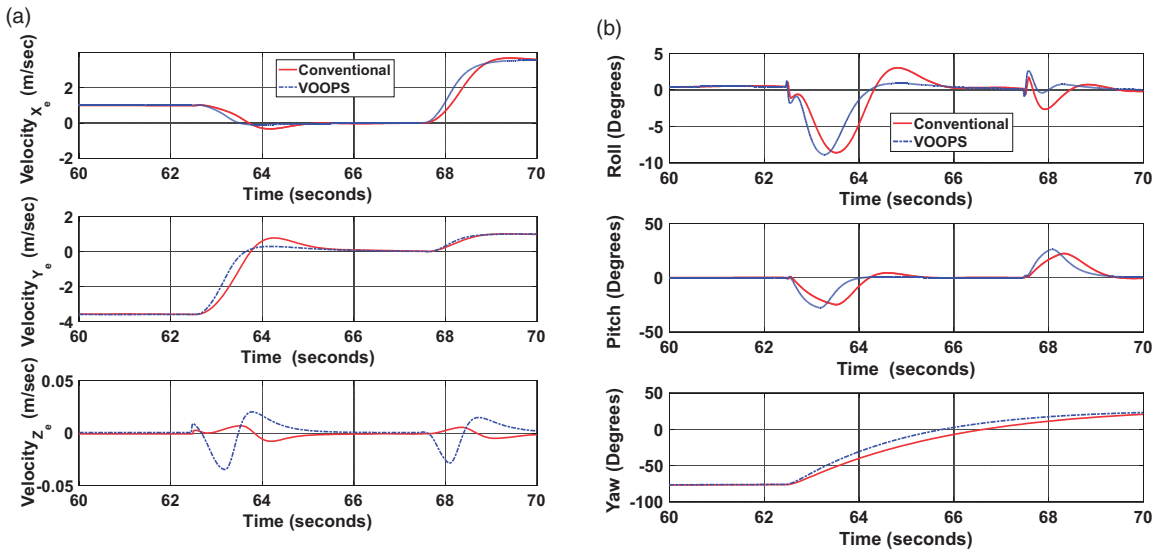 (a)
Velocity_X_e (m/sec)
2
0
-2
Conventional
VOOPS
60 62 64 66 68 70
Time (seconds)
Velocity_Y_e (m/sec)
2
0
-2
-4
60 62 64 66 68 70
Time (seconds)
Velocity_Z_e (m/sec)
0.05
0
-0.05
60 62 64 66 68 70
Time (seconds)
(b)
Roll (Degrees)
5
0
-5
-10
Conventional
VOOPS
60 62 64 66 68 70
Time (seconds)
Pitch (Degrees)
50
0
-50
60 62 64 66 68 70
Time (seconds)
Yaw (Degrees)
50
0
-50
-100
60 62 64 66 68 70
Time (seconds)